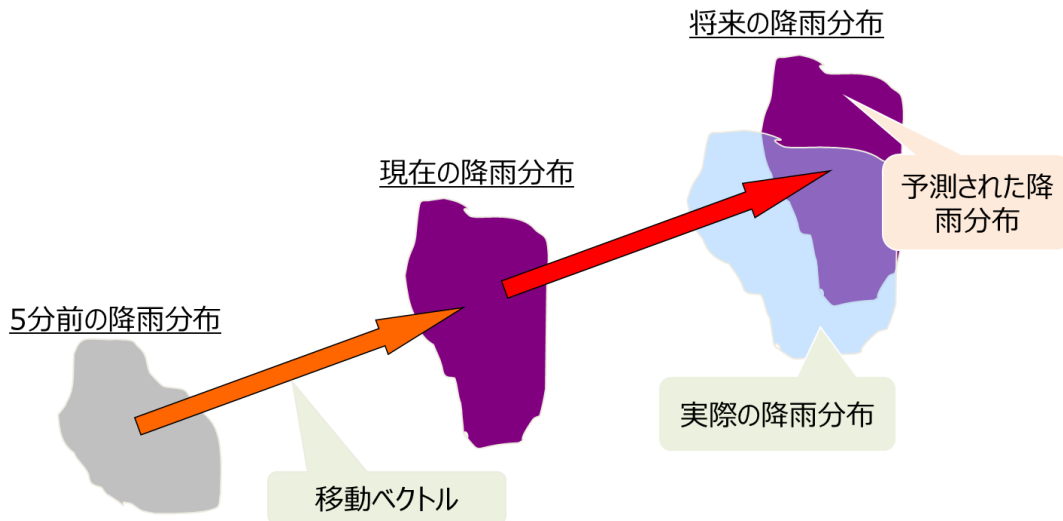 将来の降雨分布
現在の降雨分布
予測された降
雨分布
5分前の降雨分布
実際の降雨分布
移動ベクトル